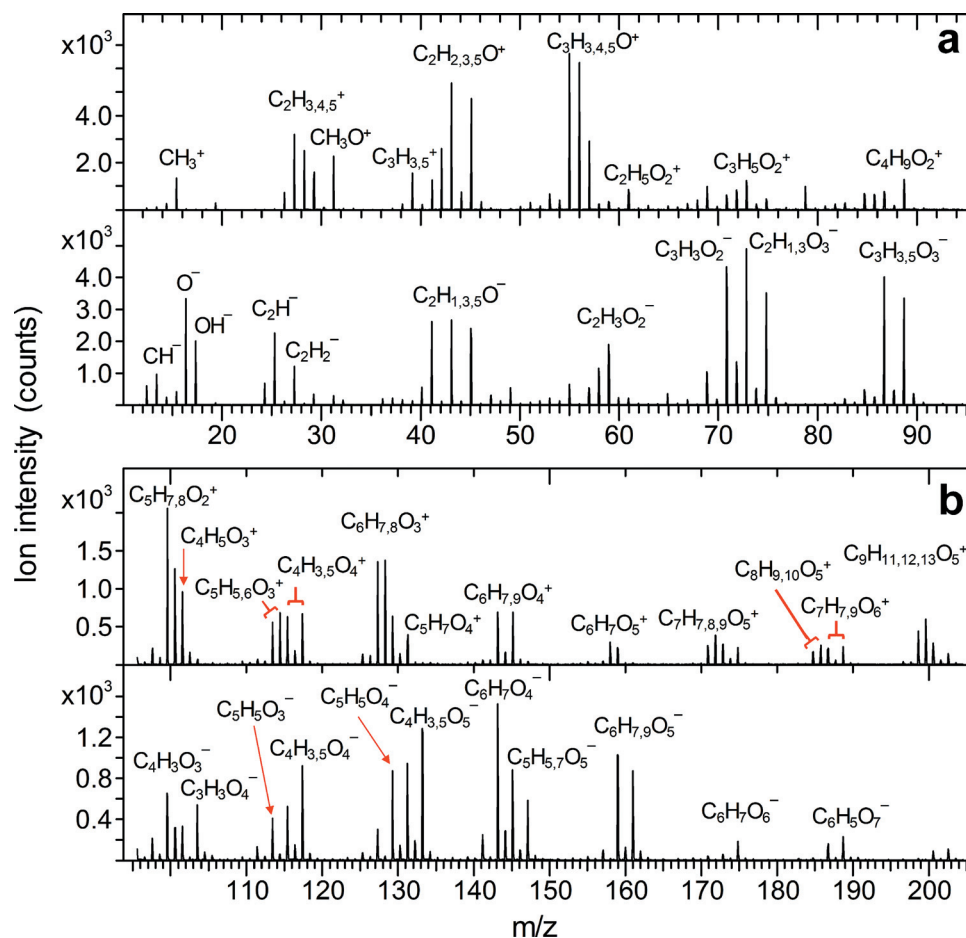 a
x10³
4.0
2.0
CH₃⁺
C₂H₃,₄,₅⁺
CH₃O⁺
C₃H₃,₅⁺
C₂H₂,₃,₅O⁺
C₃H₃,₄,₅O⁺
C₂H₅O₂⁺
C₃H₅O₂⁺
C₄H₉O₂⁺
x10³
4.0
3.0
2.0
1.0
CH⁻
O⁻
OH⁻
C₂H⁻
C₂H₂⁻
C₂H₁,₃,₅O⁻
C₂H₃O₂⁻
C₃H₃O₂⁻
C₂H₁,₃O₃⁻
C₃H₃,₅O₃⁻
20 30 40 50 60 70 80 90
Ion intensity (counts)
b
x10³
1.5
1.0
0.5
C₅H₇,₈O₂⁺
C₄H₅O₃⁺
C₅H₅,₆O₃⁺
C₄H₃,₅O₄⁺
C₆H₇,₈O₃⁺
C₅H₇O₄⁺
C₆H₇,₉O₄⁺
C₆H₇O₅⁺
C₇H₇,₈,₉O₅⁺
C₈H₉,₁₀O₅⁺
C₇H₇,₉O₆⁺
C₉H₁₁,₁₂,₁₃O₅⁺
x10³
1.2
0.8
0.4
C₄H₃O₃⁻
C₃H₃O₄⁻
C₅H₅O₃⁻
C₄H₃,₅O₄⁻
C₅H₅O₄⁻
C₄H₃,₅O₅⁻
C₆H₇O₄⁻
C₅H₅,₇O₅⁻
C₆H₇,₉O₅⁻
C₆H₇O₆⁻
C₆H₅O₇⁻
110 120 130 140 150 160 170 180 190 200
m/z